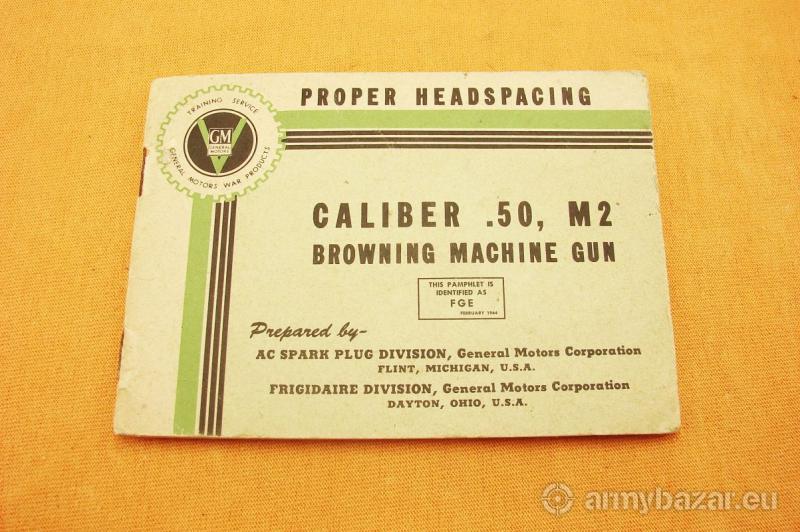 PROPER HEADSPACING
TRAINING SERVICE
GM
GENERAL MOTORS
GENERAL MOTORS WAR PRODUCTS
CALIBER .50, M2
BROWNING MACHINE GUN
THIS PAMPHLET IS
IDENTIFIED AS
FGE
FEBRUARY 1944
Prepared by-
AC SPARK PLUG DIVISION, General Motors Corporation
FLINT, MICHIGAN, U.S.A.
FRIGIDAIRE DIVISION, General Motors Corporation
DAYTON, OHIO, U.S.A.
armybazar.eu